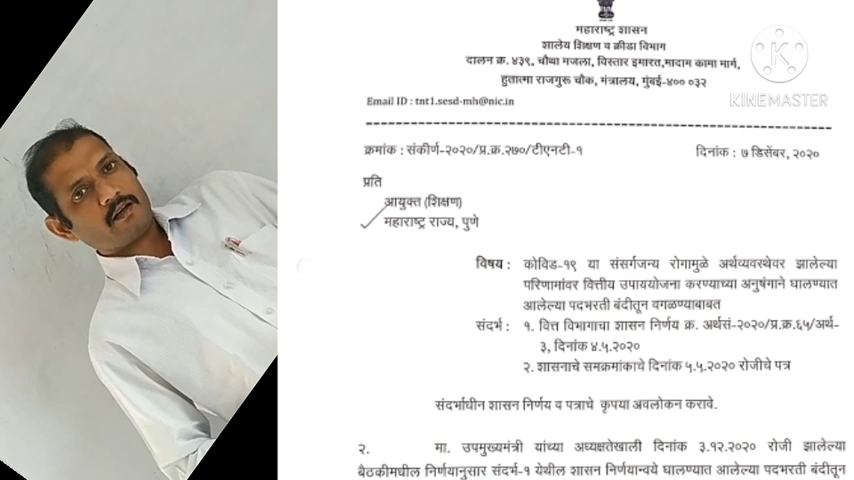 महाराष्ट्र शासन
शालेय शिक्षण व क्रीडा विभाग
दालन क्र. ४३९, चौथा मजला, विस्तार इमारत,मादाम कामा मार्ग,
हुतात्मा राजगुरू चौक, मंत्रालय, मुंबई-४०० ०३२
KINEMASTER
Email ID : tnt1.sesd-mh@nic.in
क्रमांक : संकीर्ण-२०२०/प्र.क्र.२७०/टीएनटी-१
दिनांक : ७ डिसेंबर, २०२०
प्रति
आयुक्त (शिक्षण)
महाराष्ट्र राज्य, पुणे
विषय : कोविड-१९ या संसर्गजन्य रोगामुळे अर्थव्यवस्थेवर झालेल्या
परिणामांवर वित्तीय उपाययोजना करण्याच्या अनुषंगाने घालण्यात
आलेल्या पदभरती बंदीतून वगळण्याबाबत
संदर्भ : १. वित्त विभागाचा शासन निर्णय क्र. अर्थसं-२०२०/प्र.क्र.६५/अर्थ-
३, दिनांक ४.५.२०२०
२. शासनाचे समक्रमांकाचे दिनांक ५.५.२०२० रोजीचे पत्र
संदर्भाधीन शासन निर्णय व पत्राचे कृपया अवलोकन करावे.
२. मा. उपमुख्यमंत्री यांच्या अध्यक्षतेखाली दिनांक ३.१२.२०२० रोजी झालेल्या
बैठकीमधील निर्णयानुसार संदर्भ-१ येथील शासन निर्णयान्वये घालण्यात आलेल्या पदभरती बंदीतून